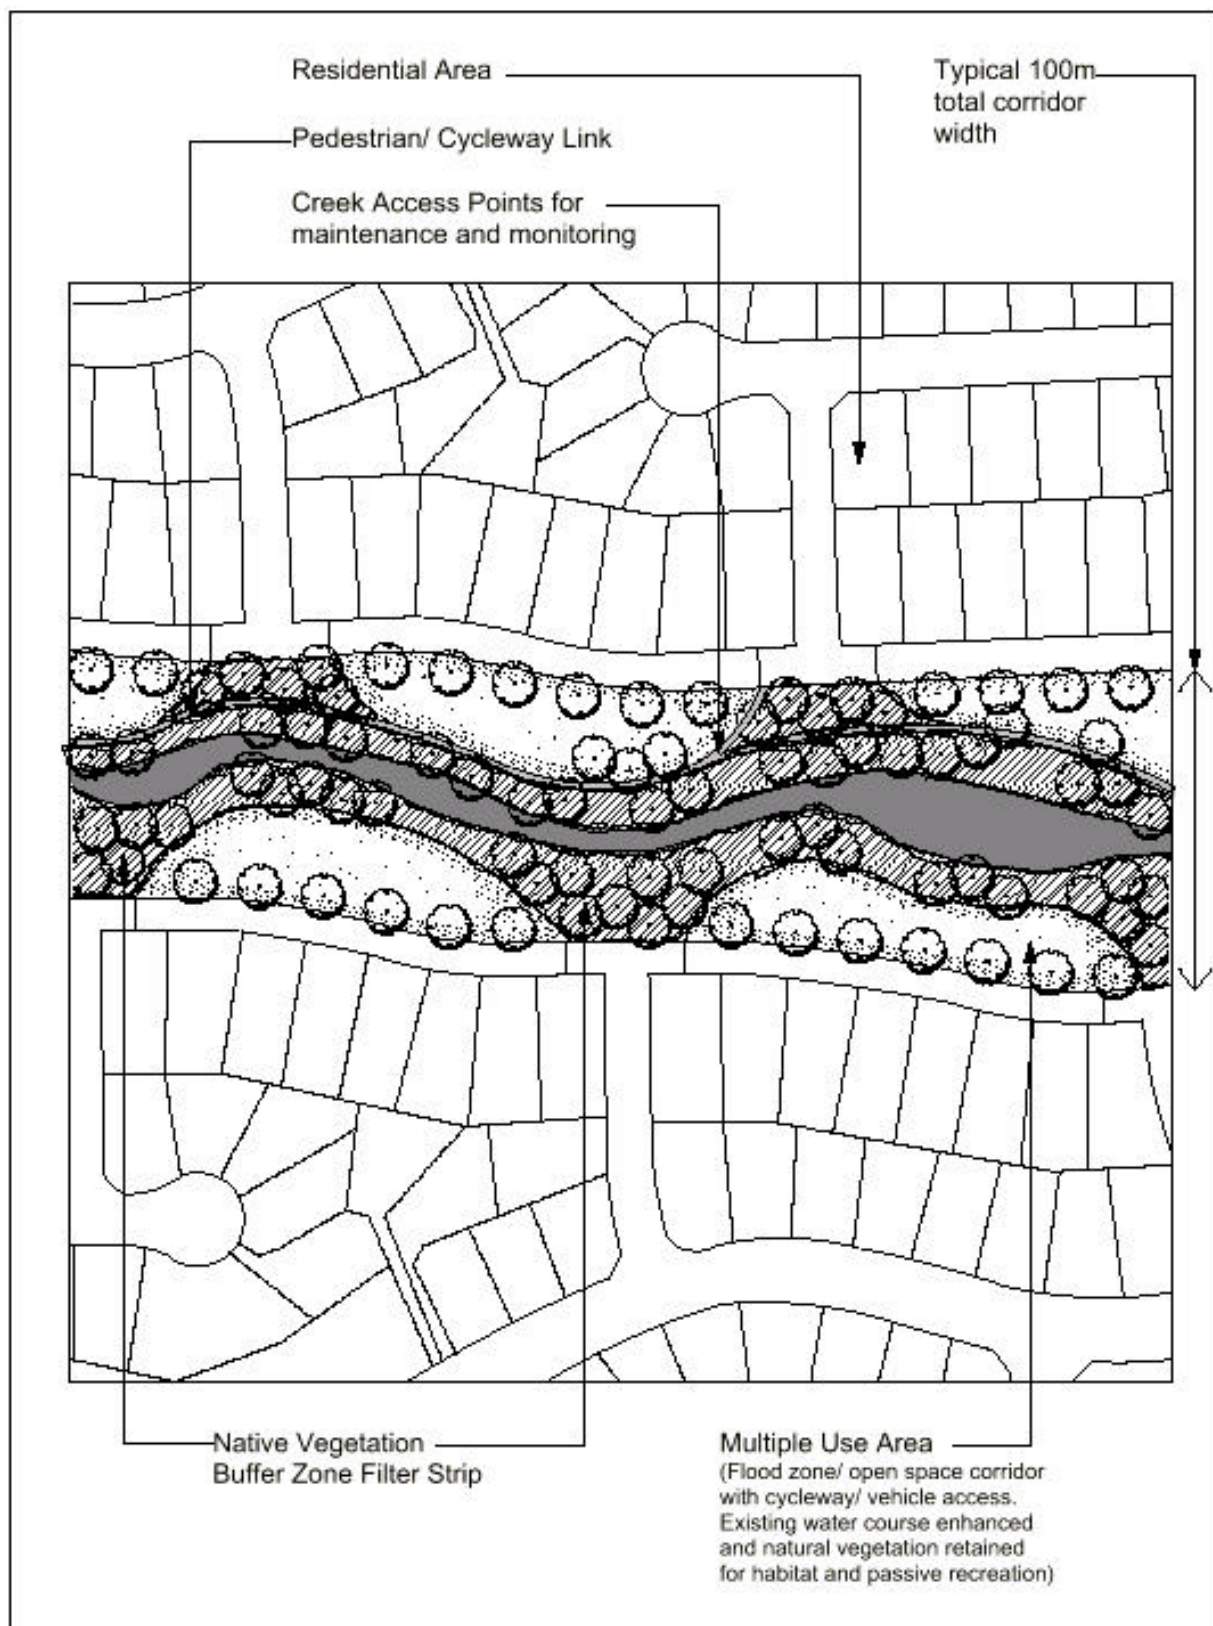 Residential Area
Typical 100m
total corridor
width
Pedestrian/ Cycleway Link
Creek Access Points for
maintenance and monitoring
Native Vegetation
Buffer Zone Filter Strip
Multiple Use Area
(Flood zone/ open space corridor
with cycleway/ vehicle access.
Existing water course enhanced
and natural vegetation retained
for habitat and passive recreation)